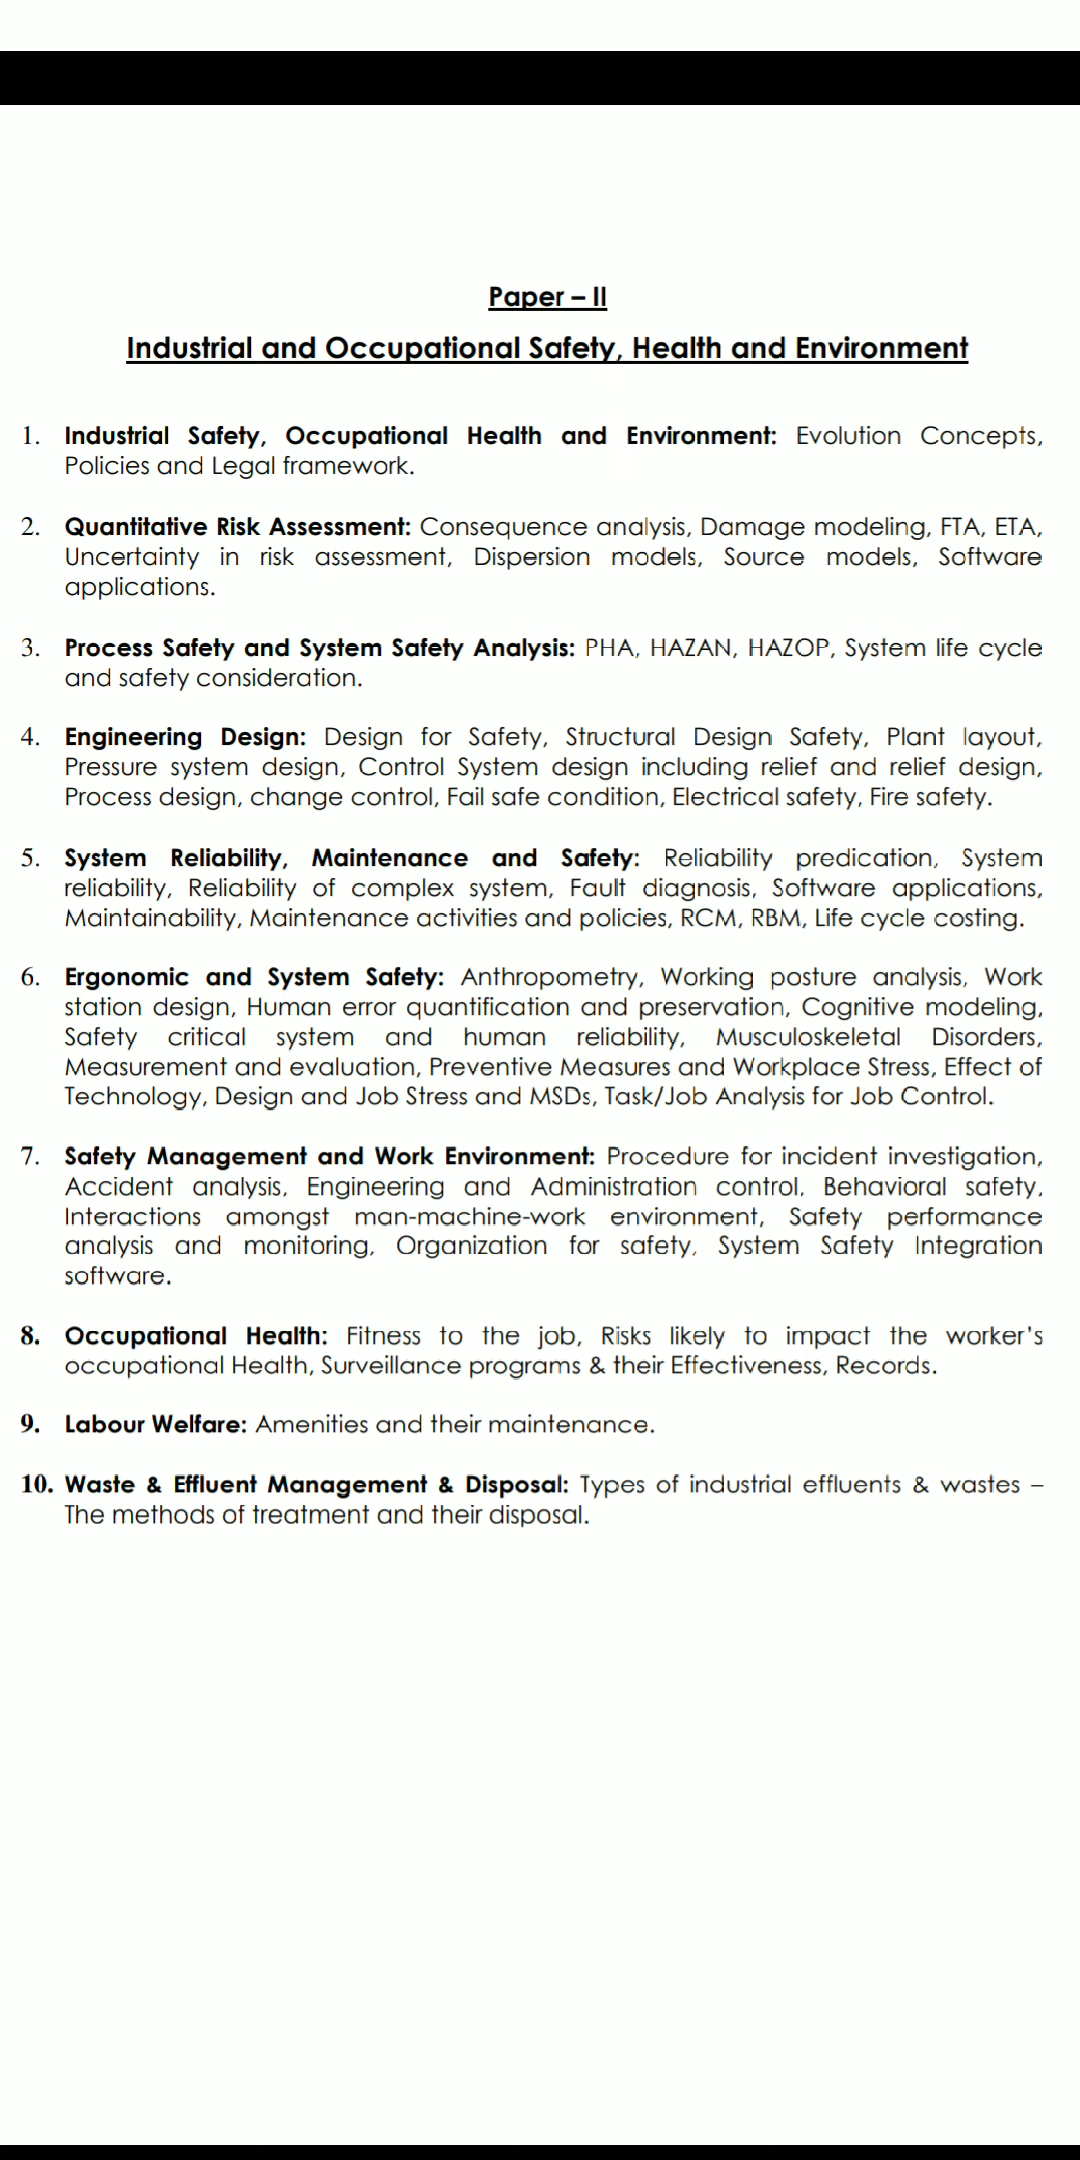 Paper – II
Industrial and Occupational Safety, Health and Environment
1. Industrial Safety, Occupational Health and Environment: Evolution Concepts,
Policies and Legal framework.
2. Quantitative Risk Assessment: Consequence analysis, Damage modeling, FTA, ETA,
Uncertainty in risk assessment, Dispersion models, Source models, Software
applications.
3. Process Safety and System Safety Analysis: PHA, HAZAN, HAZOP, System life cycle
and safety consideration.
4. Engineering Design: Design for Safety, Structural Design Safety, Plant layout,
Pressure system design, Control System design including relief and relief design,
Process design, change control, Fail safe condition, Electrical safety, Fire safety.
5. System Reliability, Maintenance and Safety: Reliability predication, System
reliability, Reliability of complex system, Fault diagnosis, Software applications,
Maintainability, Maintenance activities and policies, RCM, RBM, Life cycle costing.
6. Ergonomic and System Safety: Anthropometry, Working posture analysis, Work
station design, Human error quantification and preservation, Cognitive modeling,
Safety critical system and human reliability, Musculoskeletal Disorders,
Measurement and evaluation, Preventive Measures and Workplace Stress, Effect of
Technology, Design and Job Stress and MSDs, Task/Job Analysis for Job Control.
7. Safety Management and Work Environment: Procedure for incident investigation,
Accident analysis, Engineering and Administration control, Behavioral safety,
Interactions amongst man-machine-work environment, Safety performance
analysis and monitoring, Organization for safety, System Safety Integration
software.
8. Occupational Health: Fitness to the job, Risks likely to impact the worker's
occupational Health, Surveillance programs & their Effectiveness, Records.
9. Labour Welfare: Amenities and their maintenance.
10. Waste & Effluent Management & Disposal: Types of industrial effluents & wastes –
The methods of treatment and their disposal.